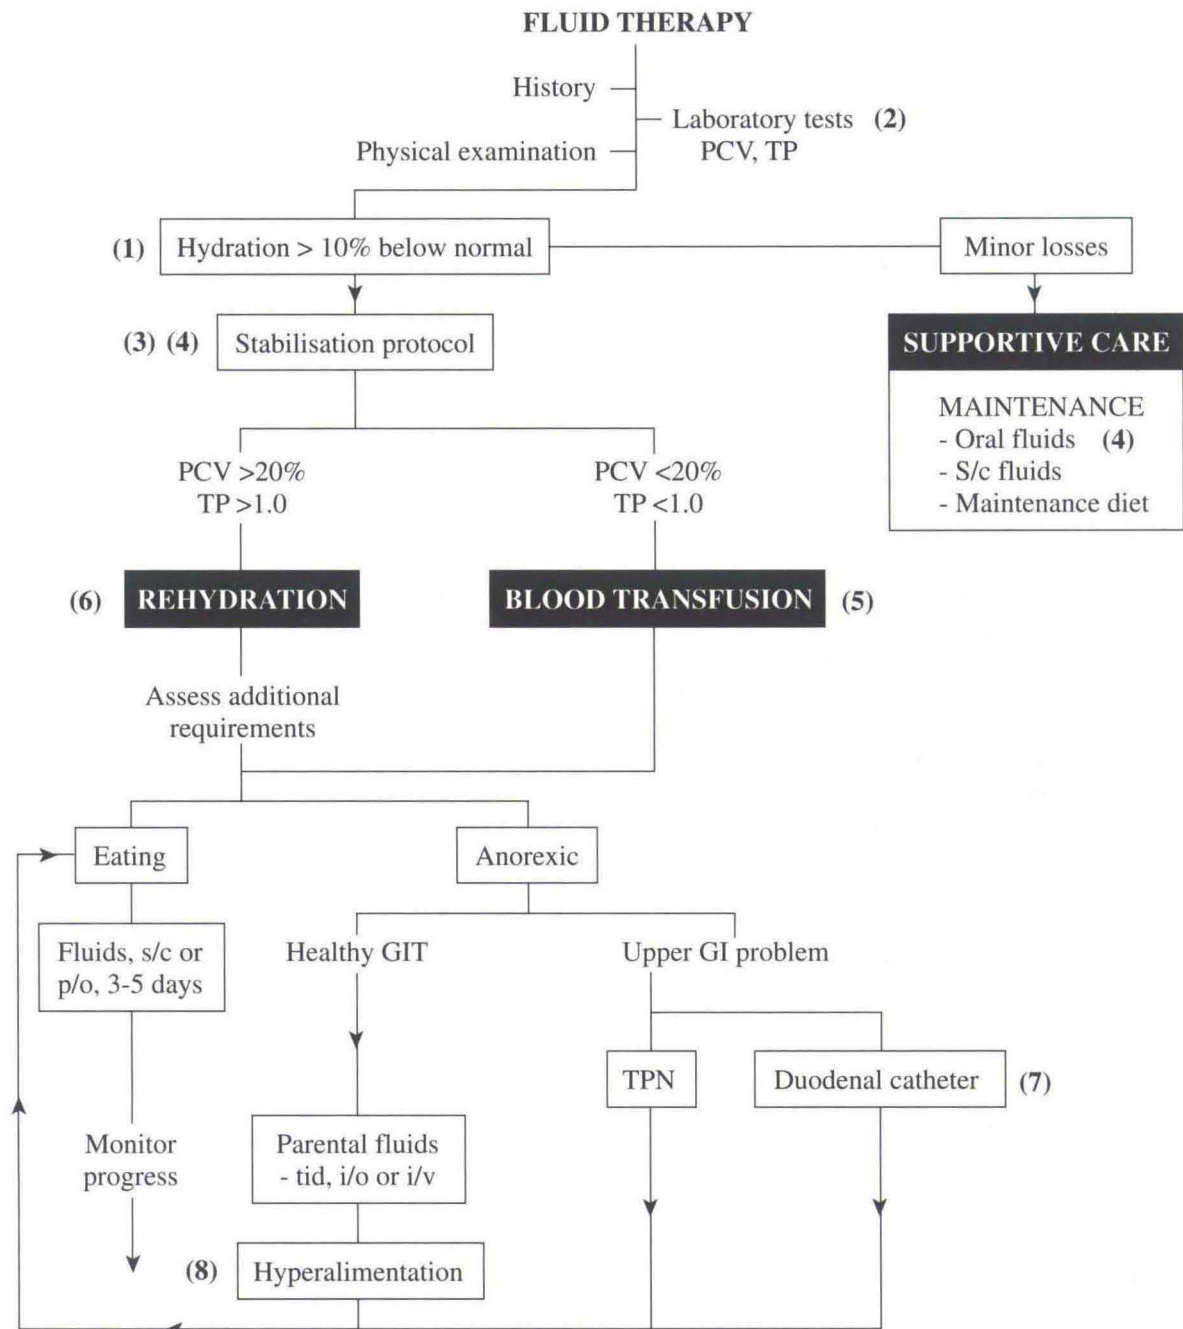 FLUID THERAPY
History
Laboratory tests (2)
PCV, TP
Physical examination
(1) Hydration > 10% below normal
Minor losses
(3) (4) Stabilisation protocol
SUPPORTIVE CARE
MAINTENANCE
- Oral fluids (4)
- S/c fluids
- Maintenance diet
PCV >20%
TP >1.0
PCV <20%
TP <1.0
(6) REHYDRATION
BLOOD TRANSFUSION (5)
Assess additional
requirements
Eating
Anorexic
Fluids, s/c or
p/o, 3-5 days
Healthy GIT
Upper GI problem
TPN
Duodenal catheter (7)
Monitor
progress
Parental fluids
- tid, i/o or i/v
(8) Hyperalimentation